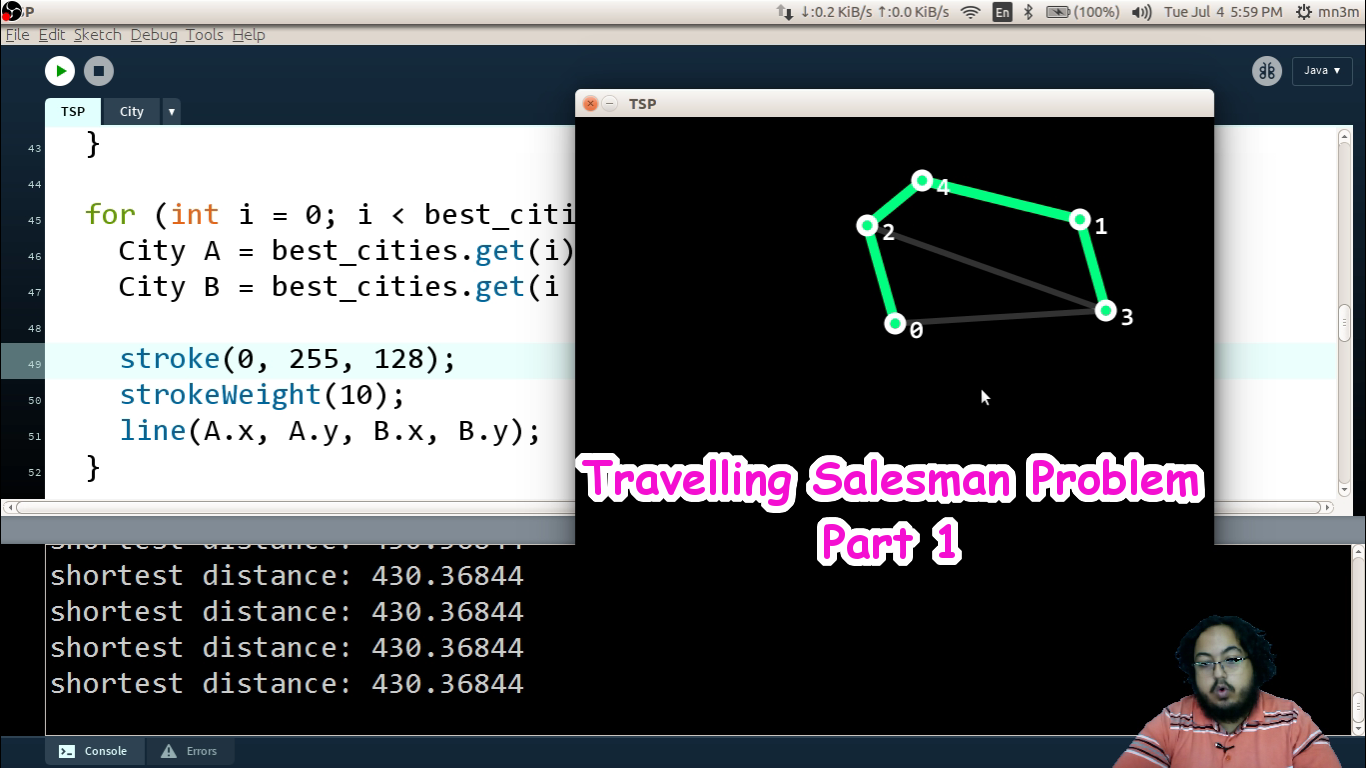 SP
↓:0.2 KiB/s ↑:0.0 KiB/s En (100%) Tue Jul 4 5:59 PM mn3m
File Edit Sketch Debug Tools Help
Java ▾
TSP City ▾
TSP
43 }
44
45 for (int i = 0; i < best_citi
46 City A = best_cities.get(i)
47 City B = best_cities.get(i
48
49 stroke(0, 255, 128);
50 strokeWeight(10);
51 line(A.x, A.y, B.x, B.y);
52 }
4
1
2
3
0
Travelling Salesman Problem
Part 1
shortest distance: 430.36844
shortest distance: 430.36844
shortest distance: 430.36844
shortest distance: 430.36844
shortest distance: 430.36844
Console Errors